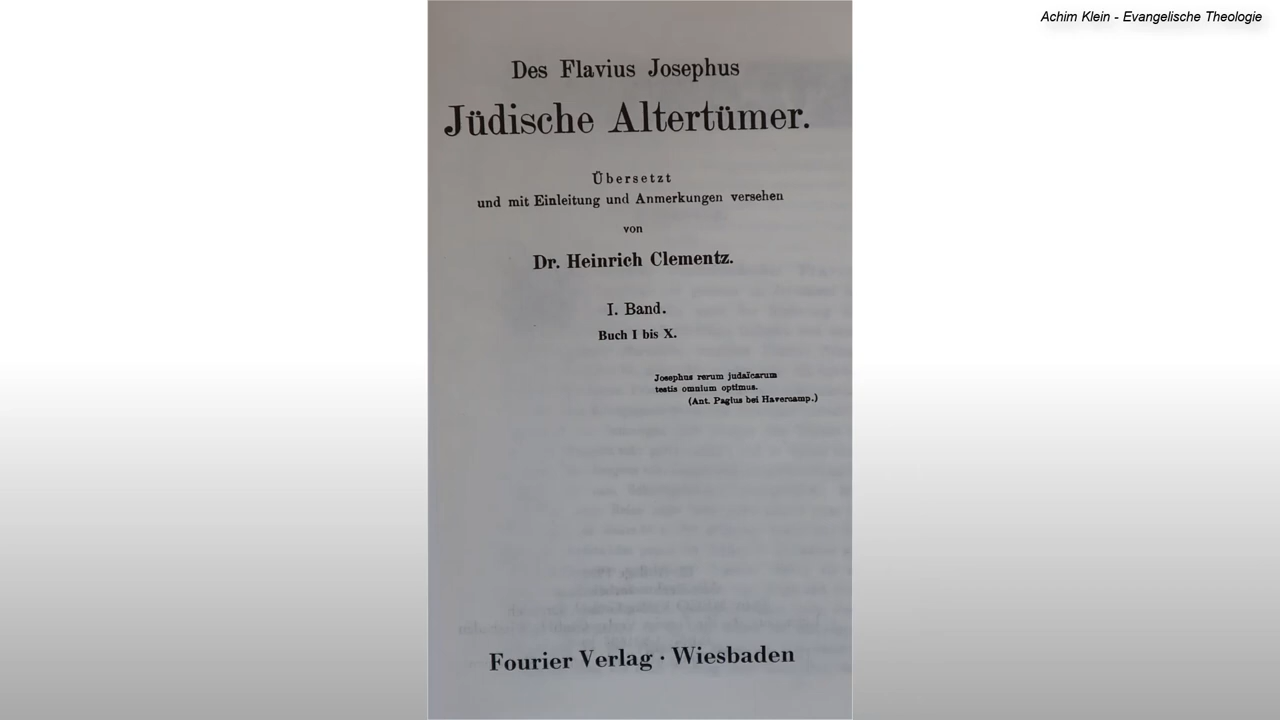 Achim Klein - Evangelische Theologie
Des Flavius Josephus
Jüdische Altertümer.
Übersetzt
und mit Einleitung und Anmerkungen versehen
von
Dr. Heinrich Clementz.
I. Band.
Buch I bis X.
Josephus rerum judaïcarum
testis omnium optimus.
(Ant. Pagius bei Havercamp.)
Fourier Verlag · Wiesbaden